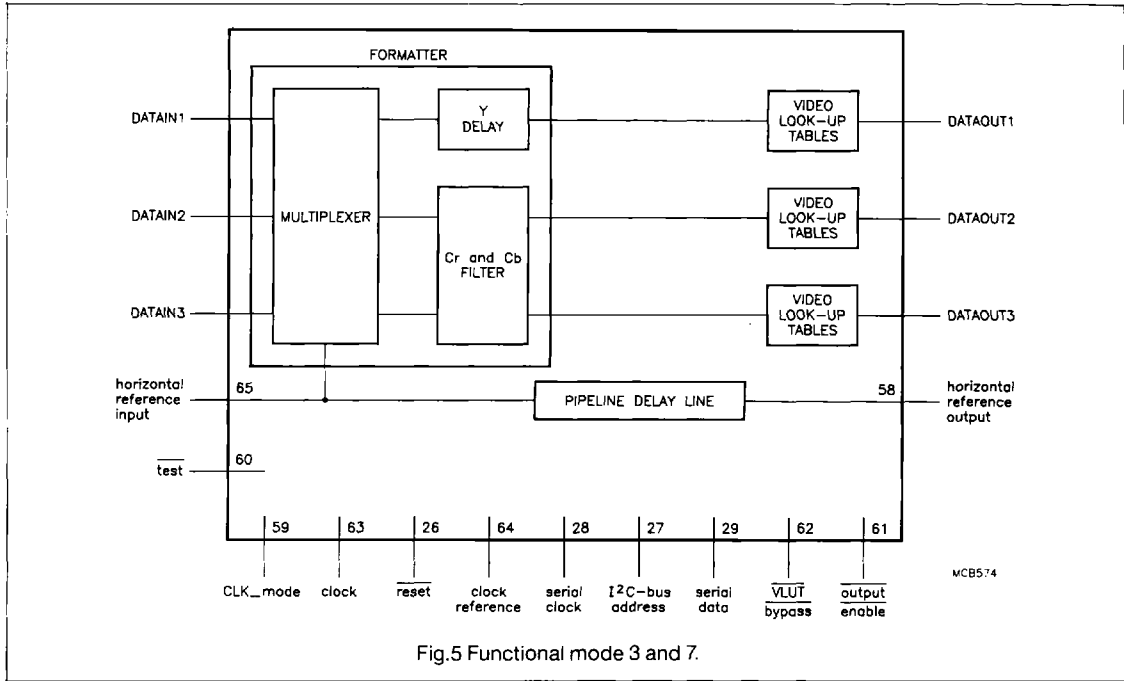 FORMATTER
DATAIN1
DATAIN2
DATAIN3
MULTIPLEXER
Y
DELAY
Cr and Cb
FILTER
VIDEO
LOOK-UP
TABLES
DATAOUT1
VIDEO
LOOK-UP
TABLES
DATAOUT2
VIDEO
LOOK-UP
TABLES
DATAOUT3
horizontal
reference
input
65
PIPELINE DELAY LINE
58
horizontal
reference
output
test
60
59
63
26
64
28
27
29
62
61
CLK_mode
clock
reset
clock
reference
serial
clock
I²C-bus
address
serial
data
VLUT
bypass
output
enable
MCB574
Fig.5 Functional mode 3 and 7.